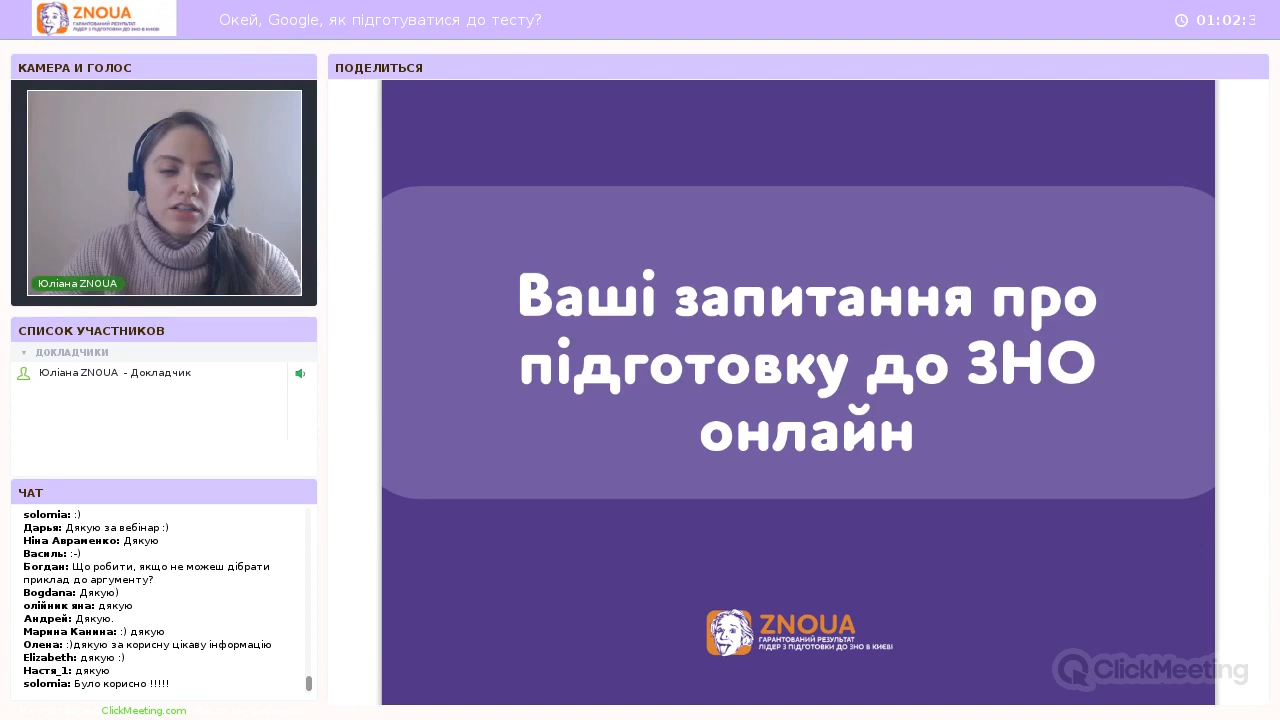 ZNOUA
ГАРАНТОВАНИЙ РЕЗУЛЬТАТ
ЛІДЕР З ПІДГОТОВКИ ДО ЗНО В КИЄВІ
Окей, Google, як підготуватися до тесту?
01:02:3
КАМЕРА И ГОЛОС
Юліана ZNOUA
СПИСОК УЧАСТНИКОВ
ДОКЛАДЧИКИ
Юліана ZNOUA - Докладчик
ЧАТ
solomia: :)
Дарья: Дякую за вебінар :)
Ніна Авраменко: Дякую
Василь: :-)
Богдан: Що робити, якщо не можеш дібрати
приклад до аргументу?
Bogdana: Дякую)
олійник яна: дякую
Андрей: Дякую.
Марина Канина: :) дякую
Олена: :)дякую за корисну цікаву інформацію
Elizabeth: дякую :)
Настя_1: дякую
solomia: Було корисно !!!!!
ClickMeeting.com
ПОДЕЛИТЬСЯ
Ваші запитання про
підготовку до ЗНО
онлайн
ZNOUA
ГАРАНТОВАНИЙ РЕЗУЛЬТАТ
ЛІДЕР З ПІДГОТОВКИ ДО ЗНО В КИЄВІ
ClickMeeting